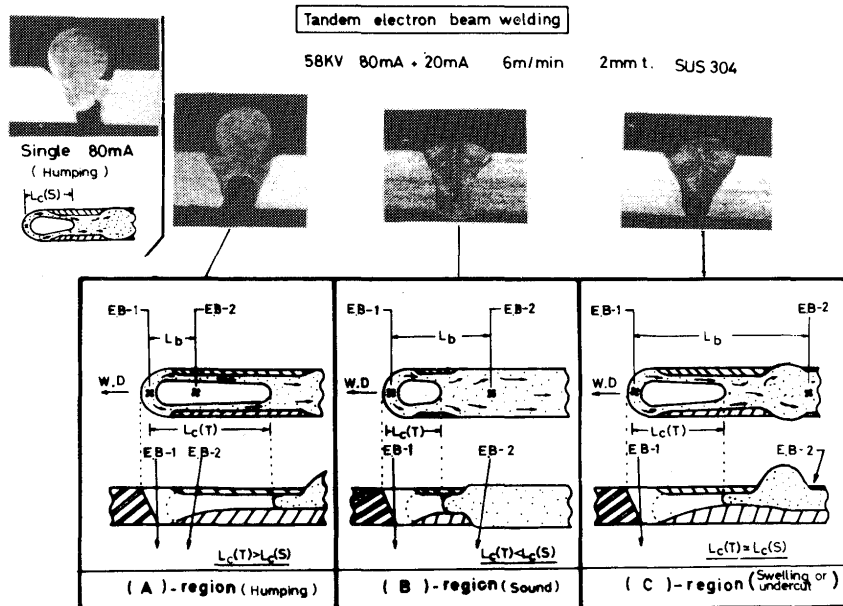 Tandem electron beam welding
58KV 80mA + 20mA 6m/min 2mm t. SUS 304
Single 80mA
( Humping )
Lc(S)
EB-1
EB-2
Lb
W.D
Lc(T)
EB-1
EB-2
Lc(T)>Lc(S)
( A ) - region (Humping)
EB-1
EB-2
Lb
W.D
Lc(T)
EB-1
EB-2
Lc(T)<Lc(S)
( B ) - region (Sound)
EB-1
EB-2
Lb
W.D
Lc(T)
EB-1
EB-2
Lc(T)≃Lc(S)
( C ) - region (Swelling or undercut)